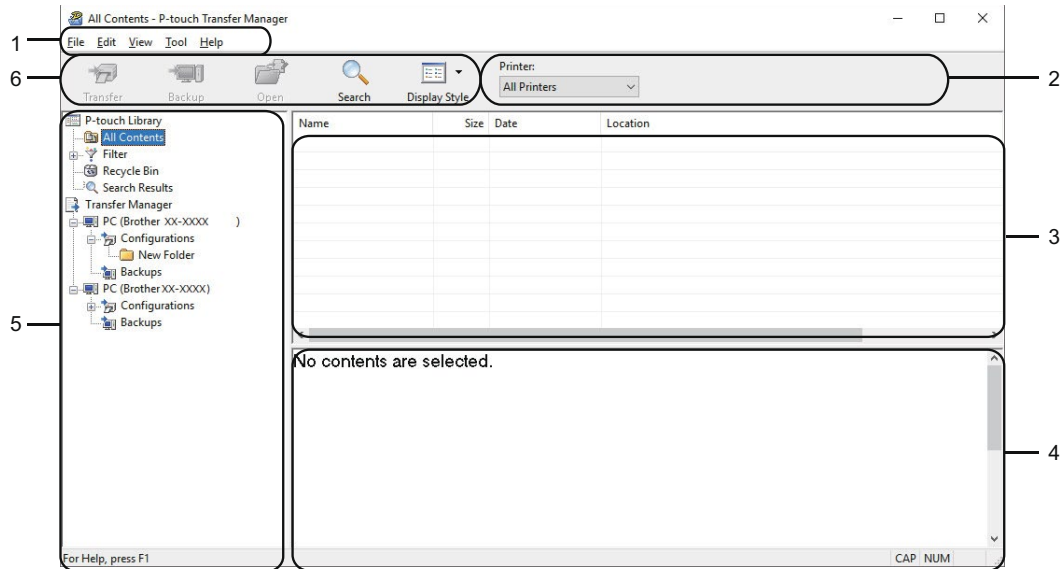 All Contents - P-touch Transfer Manager
1
File Edit View Tool Help
6
Transfer Backup Open Search Display Style
Printer:
All Printers
2
P-touch Library
All Contents
Filter
Recycle Bin
Search Results
Transfer Manager
PC (Brother XX-XXXX )
Configurations
New Folder
Backups
PC (Brother XX-XXXX)
Configurations
Backups
5
Name Size Date Location
3
No contents are selected.
4
For Help, press F1
CAP NUM